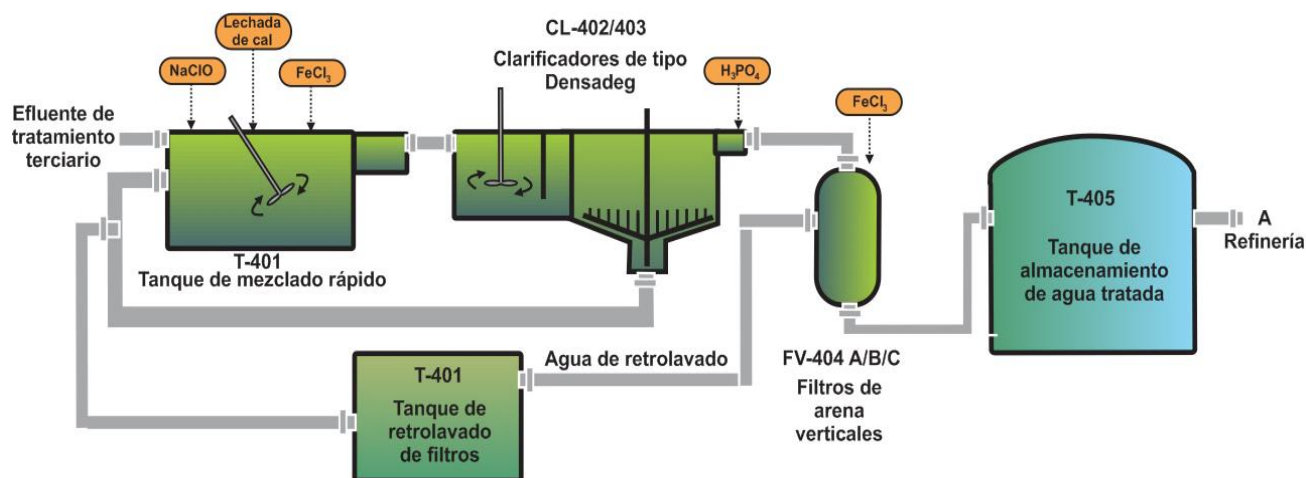 Lechada
de cal
NaClO
FeCl₃
Efluente de
tratamiento
terciario
T-401
Tanque de mezclado rápido
CL-402/403
Clarificadores de tipo
Densadeg
H₃PO₄
FeCl₃
T-405
Tanque de
almacenamiento
de agua tratada
A
Refinería
Agua de retrolavado
T-401
Tanque de
retrolavado
de filtros
FV-404 A/B/C
Filtros de
arena
verticales